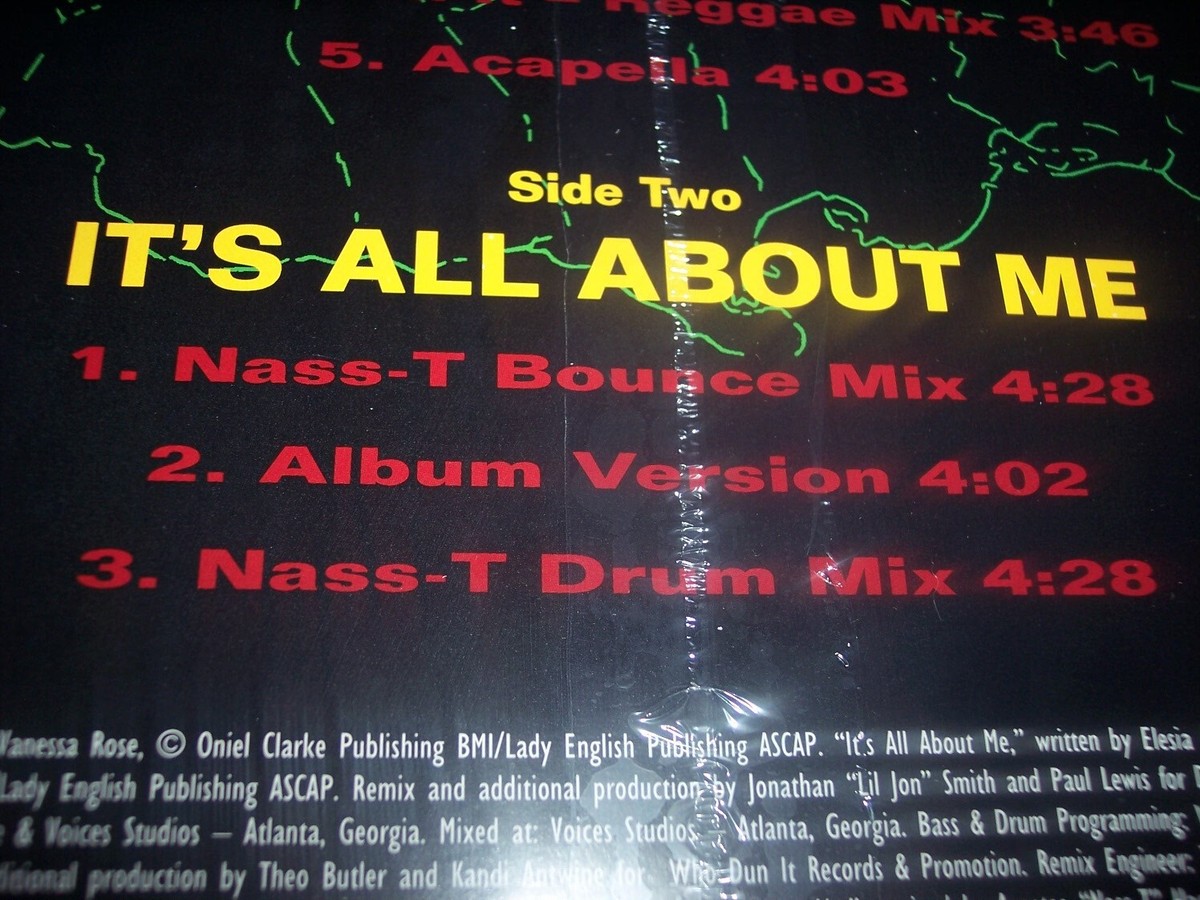 Reggae Mix 3:46
5. Acapella 4:03
Side Two
IT'S ALL ABOUT ME
1. Nass-T Bounce Mix 4:28
2. Album Version 4:02
3. Nass-T Drum Mix 4:28
Vanessa Rose, © Oniel Clarke Publishing BMI/Lady English Publishing ASCAP. "It's All About Me," written by Elesia
Lady English Publishing ASCAP. Remix and additional production by Jonathan "Lil Jon" Smith and Paul Lewis for
& Voices Studios – Atlanta, Georgia. Mixed at: Voices Studios – Atlanta, Georgia. Bass & Drum Programming:
production by Theo Butler and Kandi Antwine for Who Dun It Records & Promotion. Remix Engineer: